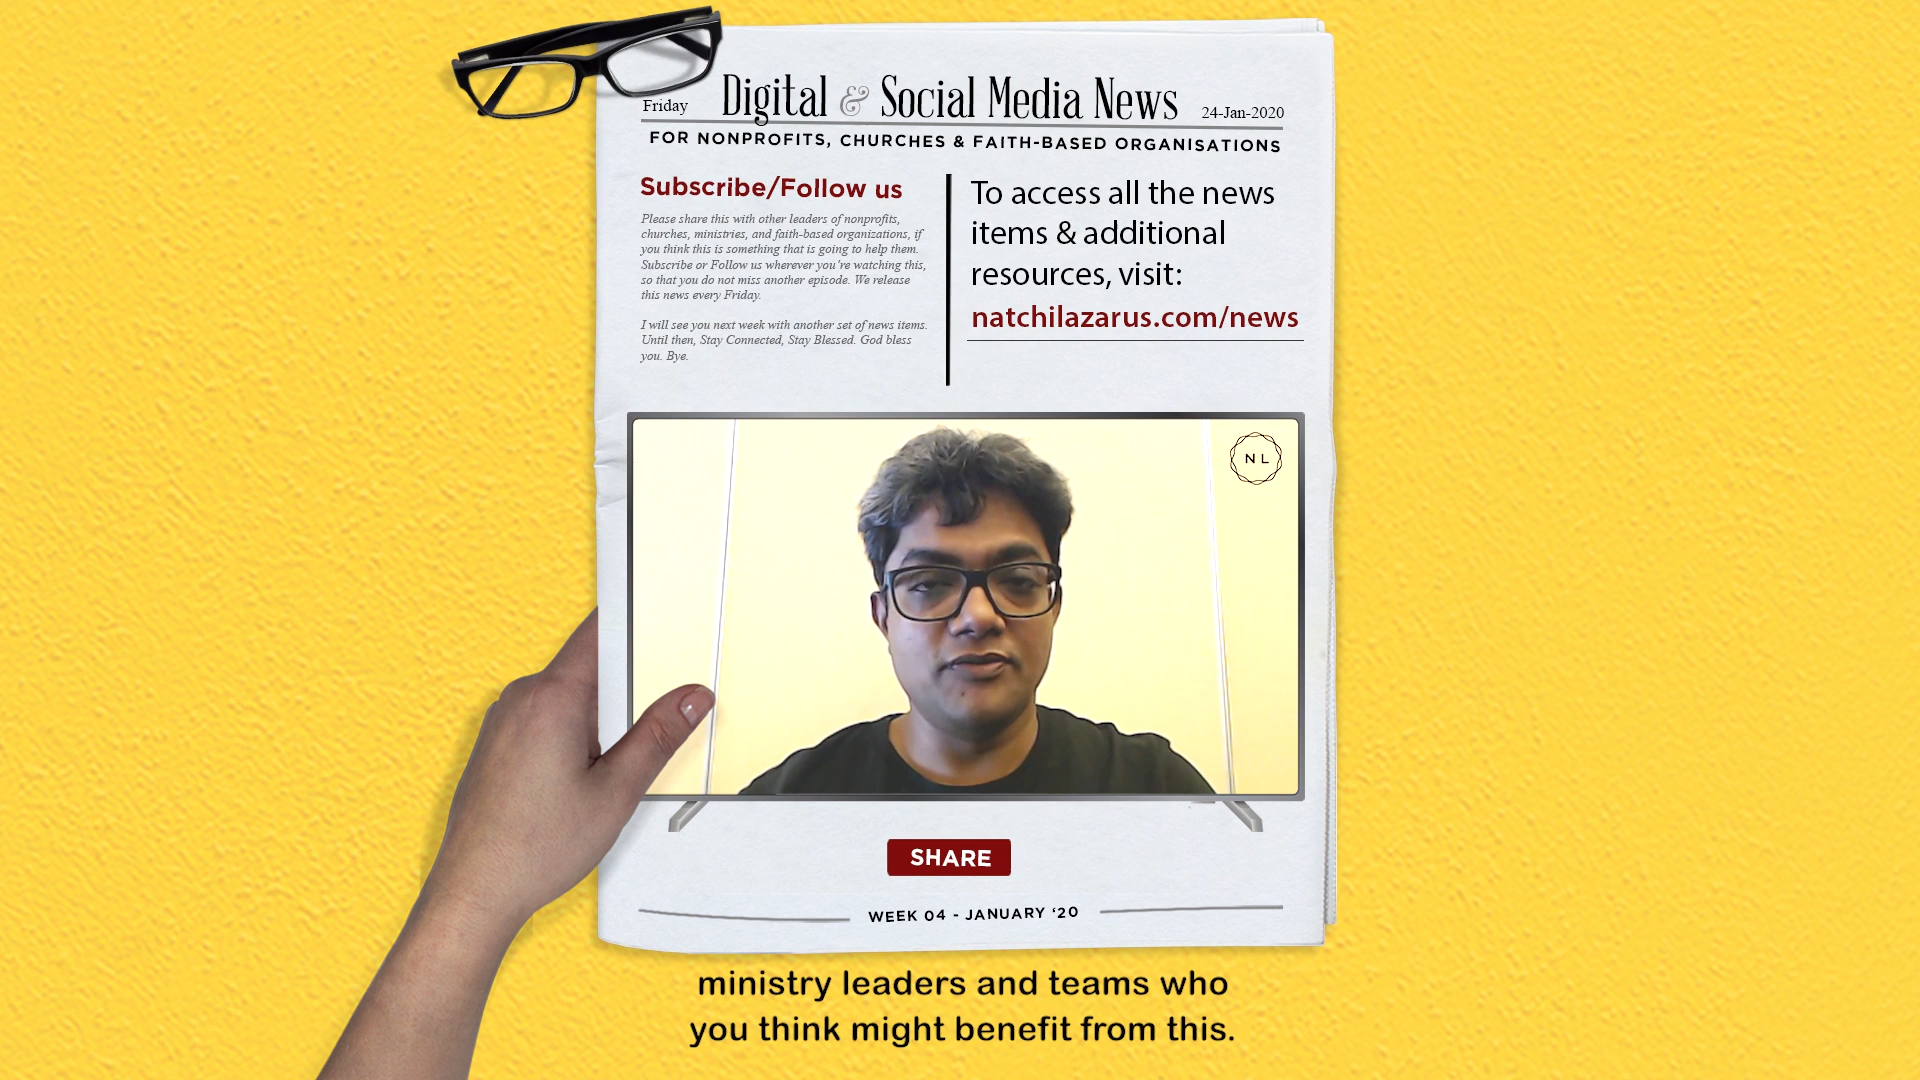 Friday
Digital & Social Media News
24-Jan-2020
FOR NONPROFITS, CHURCHES & FAITH-BASED ORGANISATIONS
Subscribe/Follow us
Please share this with other leaders of nonprofits,
churches, ministries, and faith-based organizations, if
you think this is something that is going to help them.
Subscribe or Follow us wherever you're watching this,
so that you do not miss another episode. We release
this news every Friday.
I will see you next week with another set of news items.
Until then, Stay Connected, Stay Blessed. God bless
you. Bye.
To access all the news
items & additional
resources, visit:
natchilazarus.com/news
N L
SHARE
WEEK 04 - JANUARY ‘20
ministry leaders and teams who
you think might benefit from this.